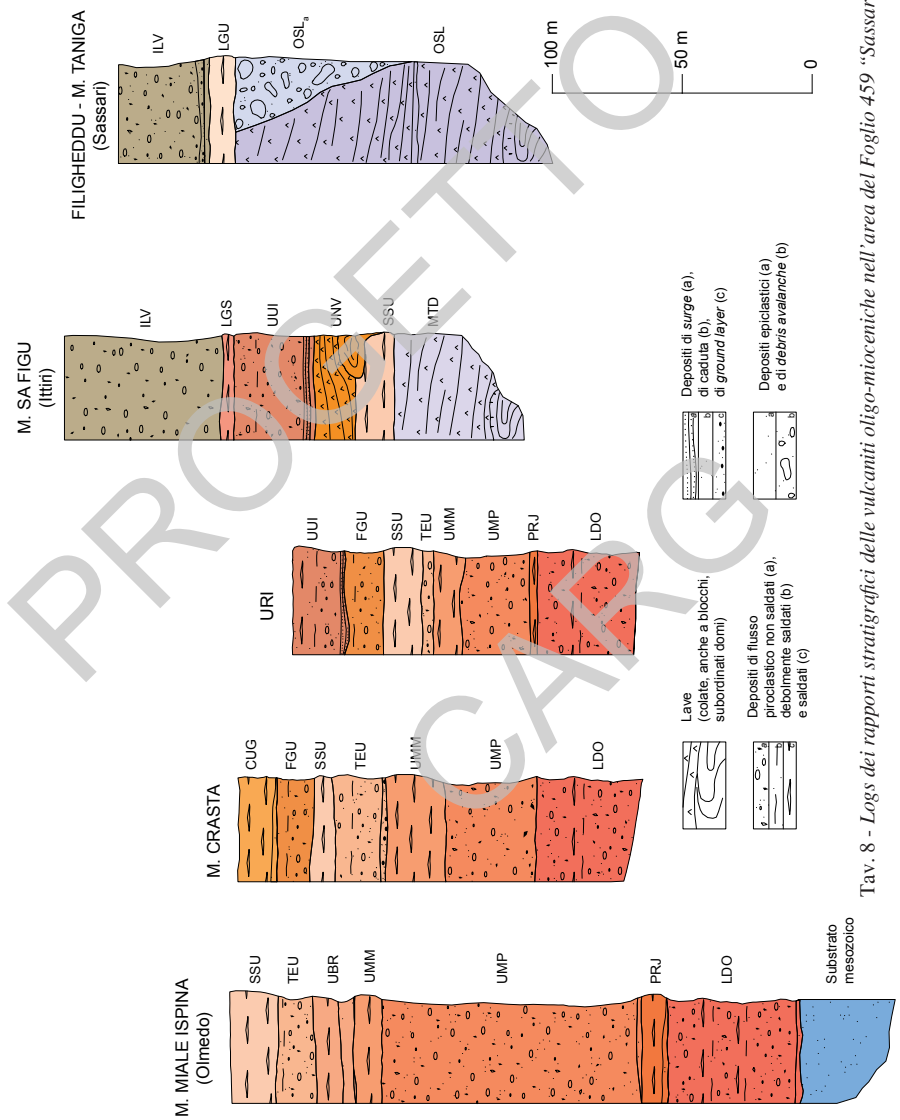 M. MIALE ISPINA
(Olmedo)
SSU
TEU
UBR
UMM
UMP
PRJ
LDO
Substrato
mesozoico
M. CRASTA
CUG
FGU
SSU
TEU
UMM
UMP
LDO
URI
UUI
FGU
SSU
TEU
UMM
UMP
PRJ
LDO
M. SA FIGU
(Ittiri)
ILV
LGS
UUI
UNV
SSU
MTD
FILIGHEDDU - M. TANIGA
(Sassari)
ILV
LGU
OSLa
OSL
100 m
50 m
0
Lave
(colate, anche a blocchi,
subordinati domi)
a
b
c
Depositi di flusso
piroclastico non saldati (a),
debolmente saldati (b)
e saldati (c)
a
b
c
Depositi di surge (a),
di caduta (b),
di ground layer (c)
a
b
Depositi epiclastici (a)
e di debris avalanche (b)
Tav. 8 - Logs dei rapporti stratigrafici delle vulcaniti oligo-mioceniche nell'area del Foglio 459 "Sassari
PROGETTO
CARG